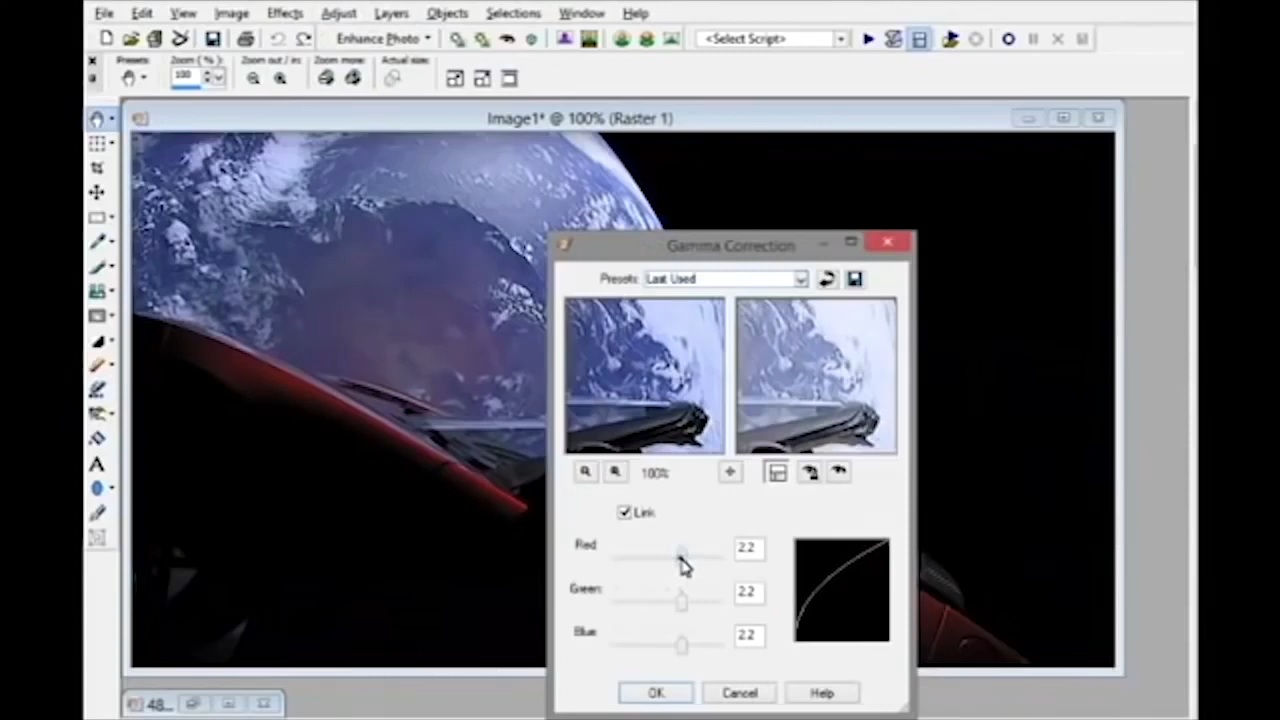 File Edit View Image Effects Adjust Layers Objects Selections Window Help
Enhance Photo <Select Script>
Presets: Zoom (%): Zoom out / in: Zoom more: Actual size:
100
Image1* @ 100% (Raster 1)
Gamma Correction
Presets: Last Used
100%
Link
Red 2.2
Green: 2.2
Blue: 2.2
OK Cancel Help
48...